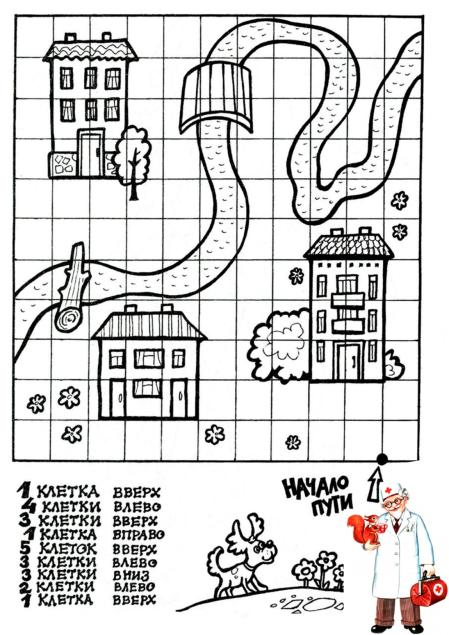 1 КЛЕТКА ВВЕРХ
4 КЛЕТКИ ВЛЕВО
3 КЛЕТКИ ВВЕРХ
1 КЛЕТКА ВПРАВО
5 КЛЕТОК ВВЕРХ
3 КЛЕТКИ ВЛЕВО
3 КЛЕТКИ ВНИЗ
2 КЛЕТКИ ВЛЕВО
1 КЛЕТКА ВВЕРХ
НАЧАЛО
ПУТИ